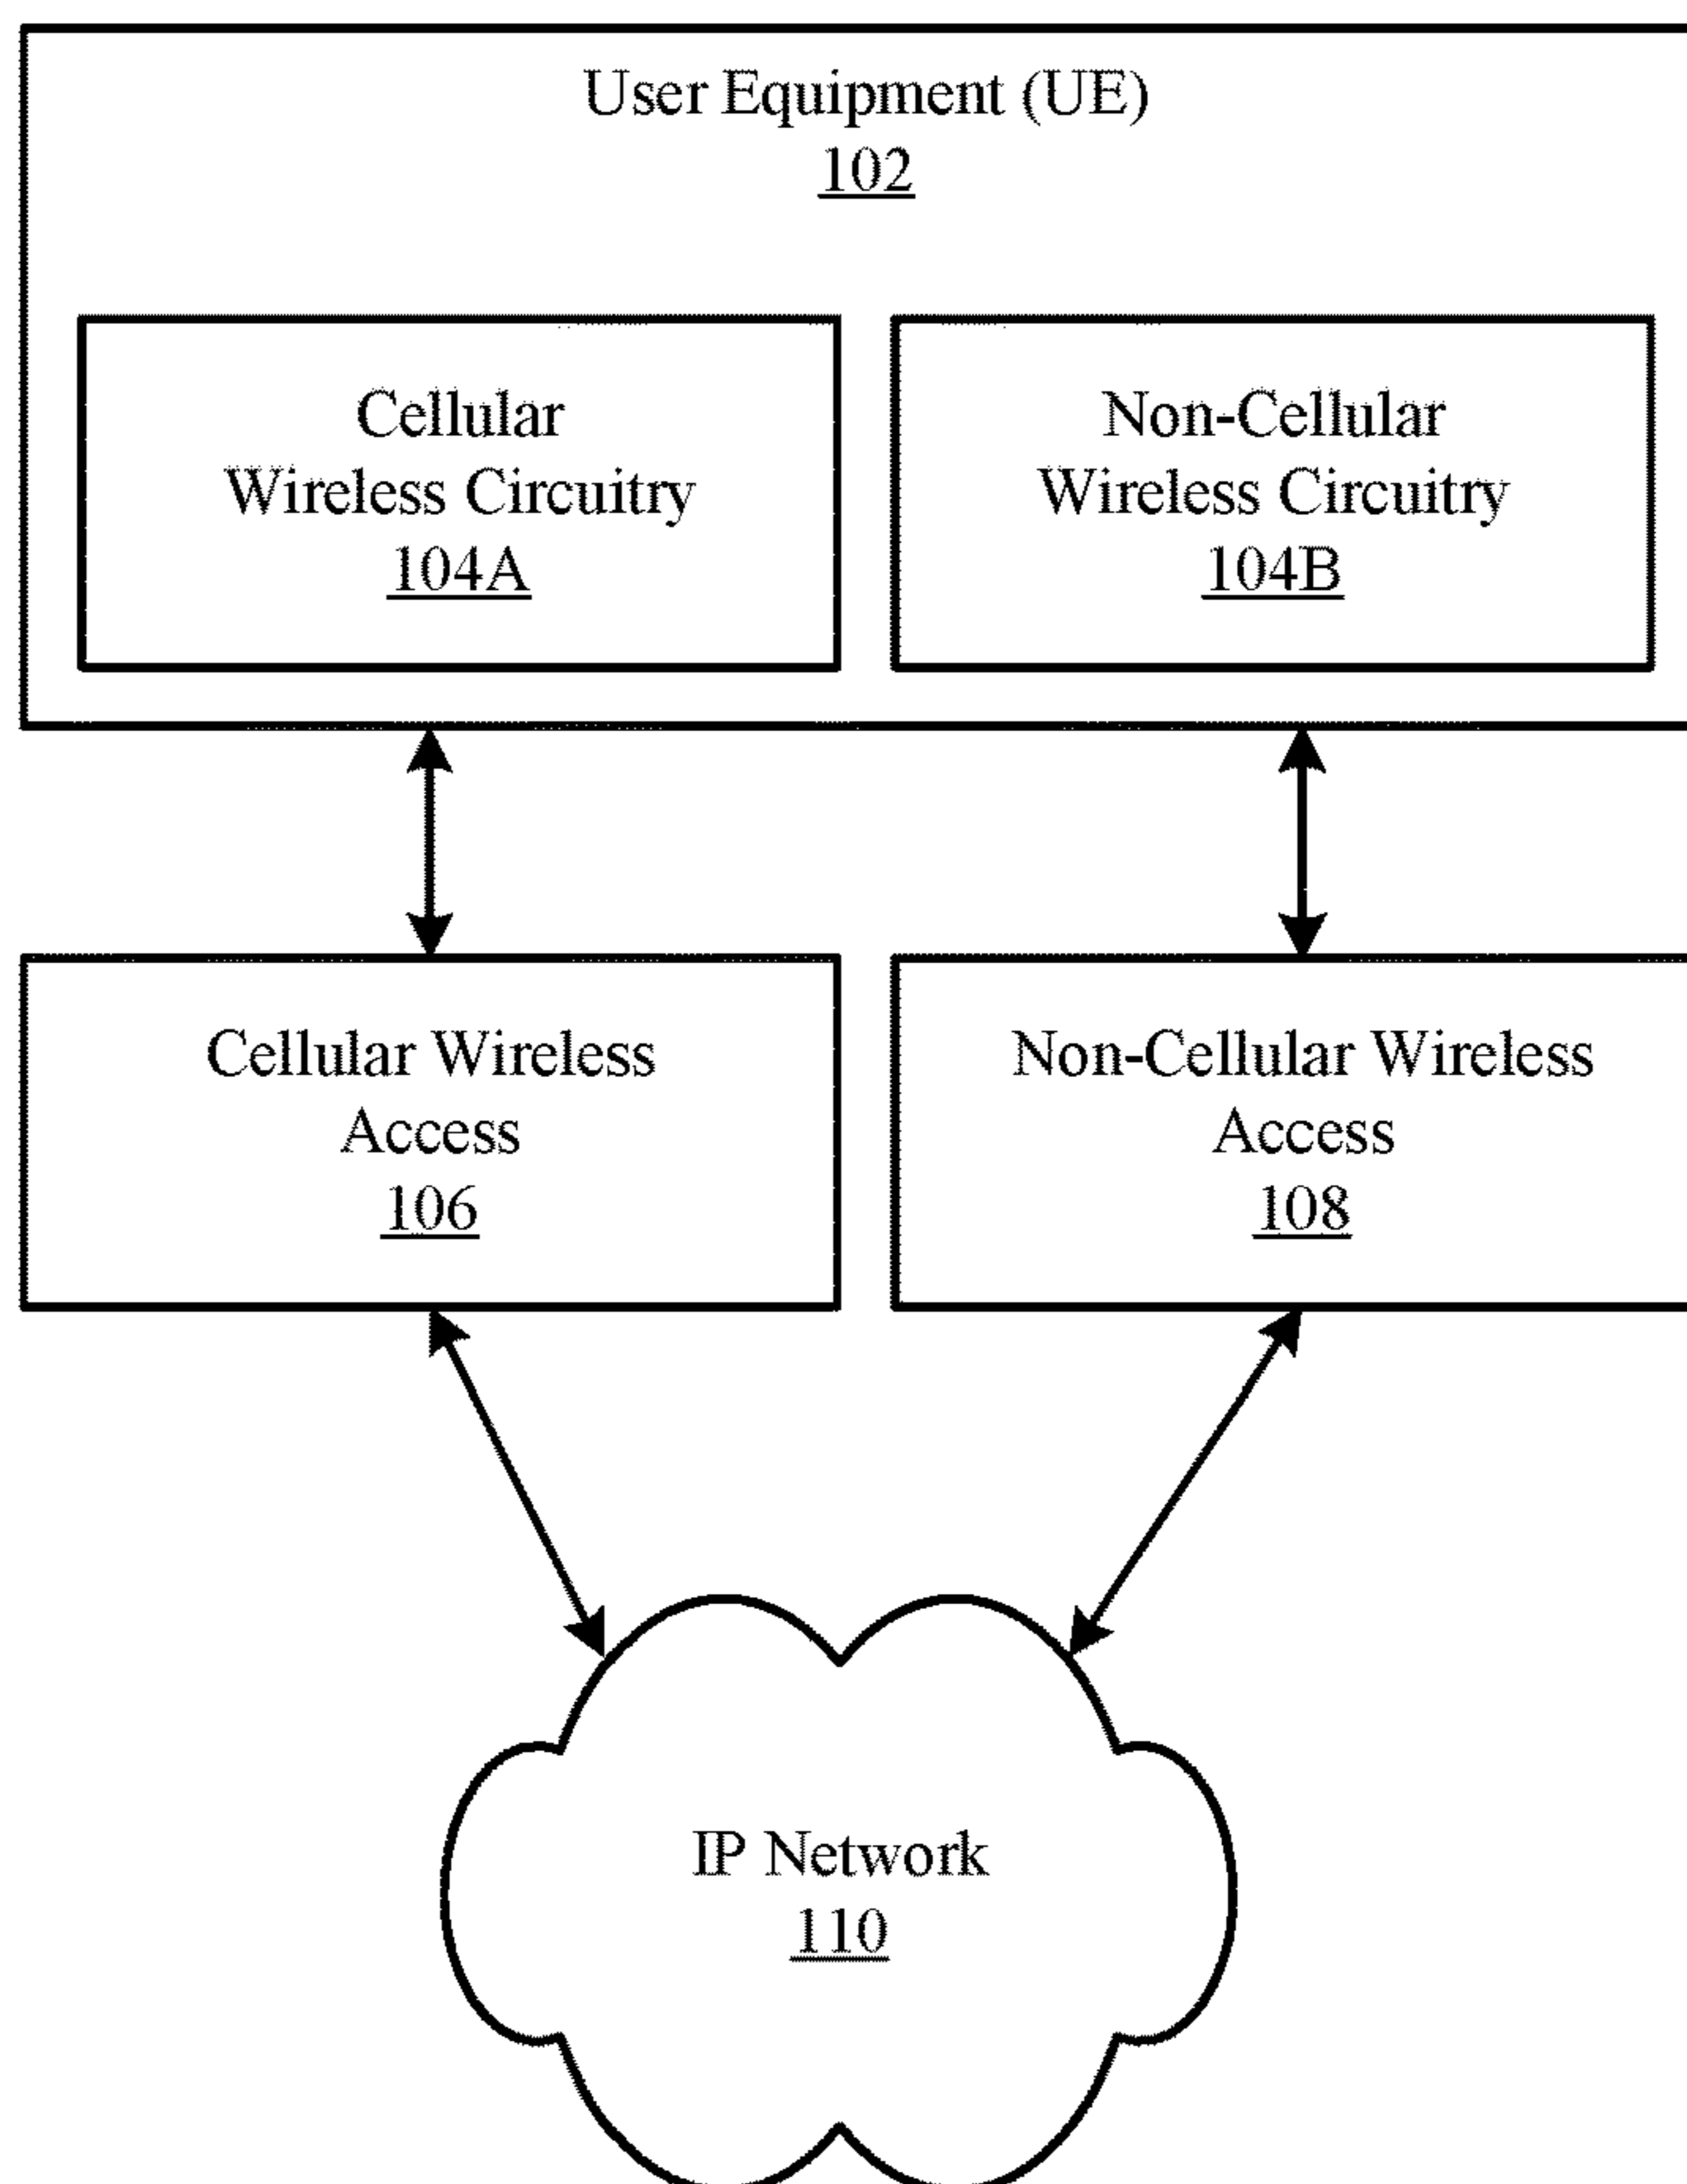 User Equipment (UE)
102
Cellular
Wireless Circuitry
104A
Non-Cellular
Wireless Circuitry
104B
Cellular Wireless
Access
106
Non-Cellular Wireless
Access
108
IP Network
110